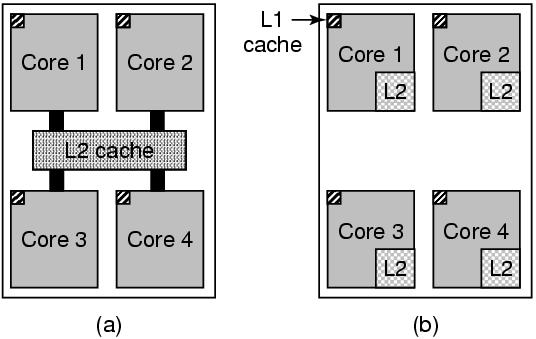 L1
cache
Core 1
Core 2
Core 1
Core 2
L2
L2
L2 cache
Core 3
Core 4
Core 3
Core 4
L2
L2
(a)
(b)